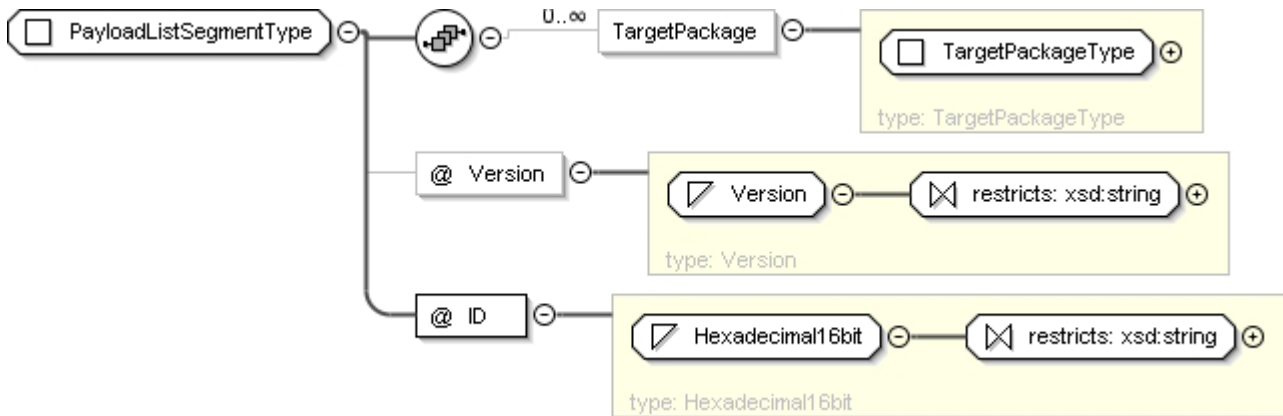 PayloadListSegmentType
0..∞
TargetPackage
TargetPackageType
type: TargetPackageType
@ Version
Version
restricts: xsd:string
type: Version
@ ID
Hexadecimal16bit
restricts: xsd:string
type: Hexadecimal16bit